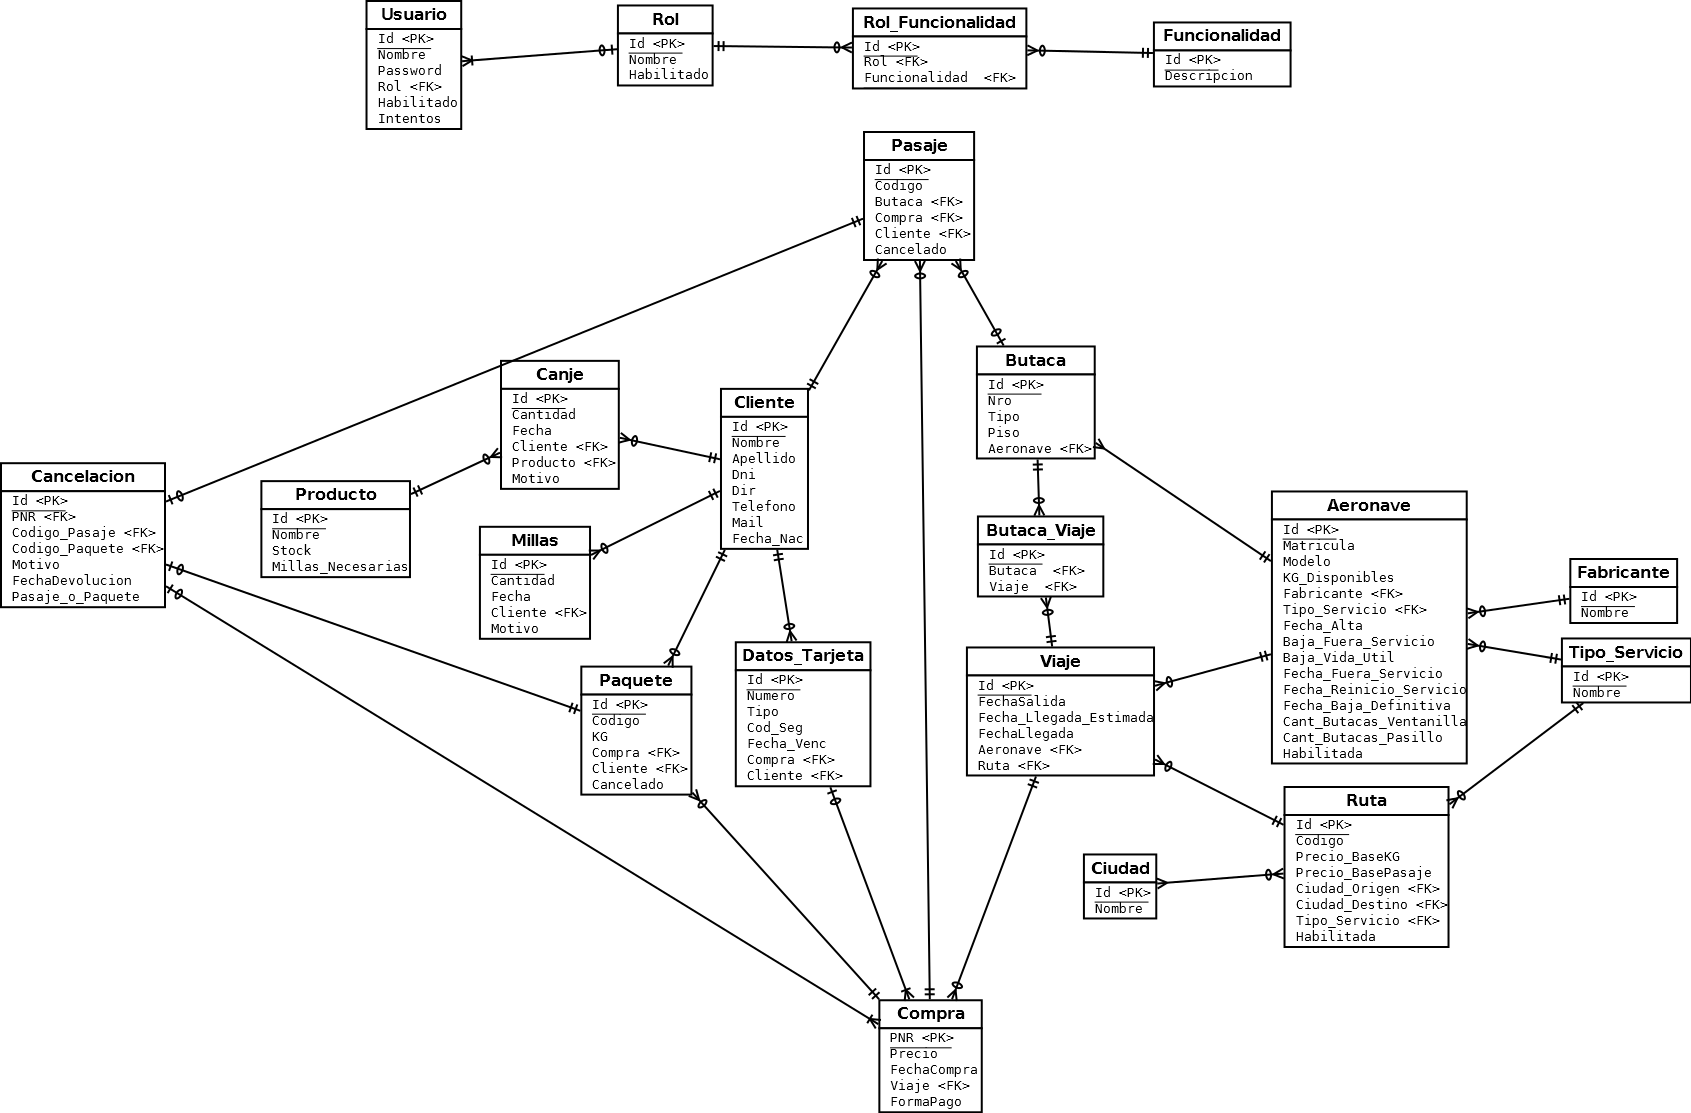 Usuario
Id <PK>
Nombre
Password
Rol <FK>
Habilitado
Intentos
Rol
Id <PK>
Nombre
Habilitado
Rol_Funcionalidad
Id <PK>
Rol <FK>
Funcionalidad <FK>
Funcionalidad
Id <PK>
Descripcion
Pasaje
Id <PK>
Codigo
Butaca <FK>
Compra <FK>
Cliente <FK>
Cancelado
Canje
Id <PK>
Cantidad
Fecha
Cliente <FK>
Producto <FK>
Motivo
Cliente
Id <PK>
Nombre
Apellido
Dni
Dir
Telefono
Mail
Fecha_Nac
Butaca
Id <PK>
Nro
Tipo
Piso
Aeronave <FK>
Cancelacion
Id <PK>
PNR <FK>
Codigo_Pasaje <FK>
Codigo_Paquete <FK>
Motivo
FechaDevolucion
Pasaje_o_Paquete
Producto
Id <PK>
Nombre
Stock
Millas_Necesarias
Millas
Id <PK>
Cantidad
Fecha
Cliente <FK>
Motivo
Butaca_Viaje
Id <PK>
Butaca <FK>
Viaje <FK>
Aeronave
Id <PK>
Matricula
Modelo
KG_Disponibles
Fabricante <FK>
Tipo_Servicio <FK>
Fecha_Alta
Baja_Fuera_Servicio
Baja_Vida_Util
Fecha_Fuera_Servicio
Fecha_Reinicio_Servicio
Fecha_Baja_Definitiva
Cant_Butacas_Ventanilla
Cant_Butacas_Pasillo
Habilitada
Fabricante
Id <PK>
Nombre
Tipo_Servicio
Id <PK>
Nombre
Paquete
Id <PK>
Codigo
KG
Compra <FK>
Cliente <FK>
Cancelado
Datos_Tarjeta
Id <PK>
Numero
Tipo
Cod_Seg
Fecha_Venc
Compra <FK>
Cliente <FK>
Viaje
Id <PK>
FechaSalida
Fecha_Llegada_Estimada
FechaLlegada
Aeronave <FK>
Ruta <FK>
Ruta
Id <PK>
Codigo
Precio_BaseKG
Precio_BasePasaje
Ciudad_Origen <FK>
Ciudad_Destino <FK>
Tipo_Servicio <FK>
Habilitada
Ciudad
Id <PK>
Nombre
Compra
PNR <PK>
Precio
FechaCompra
Viaje <FK>
FormaPago